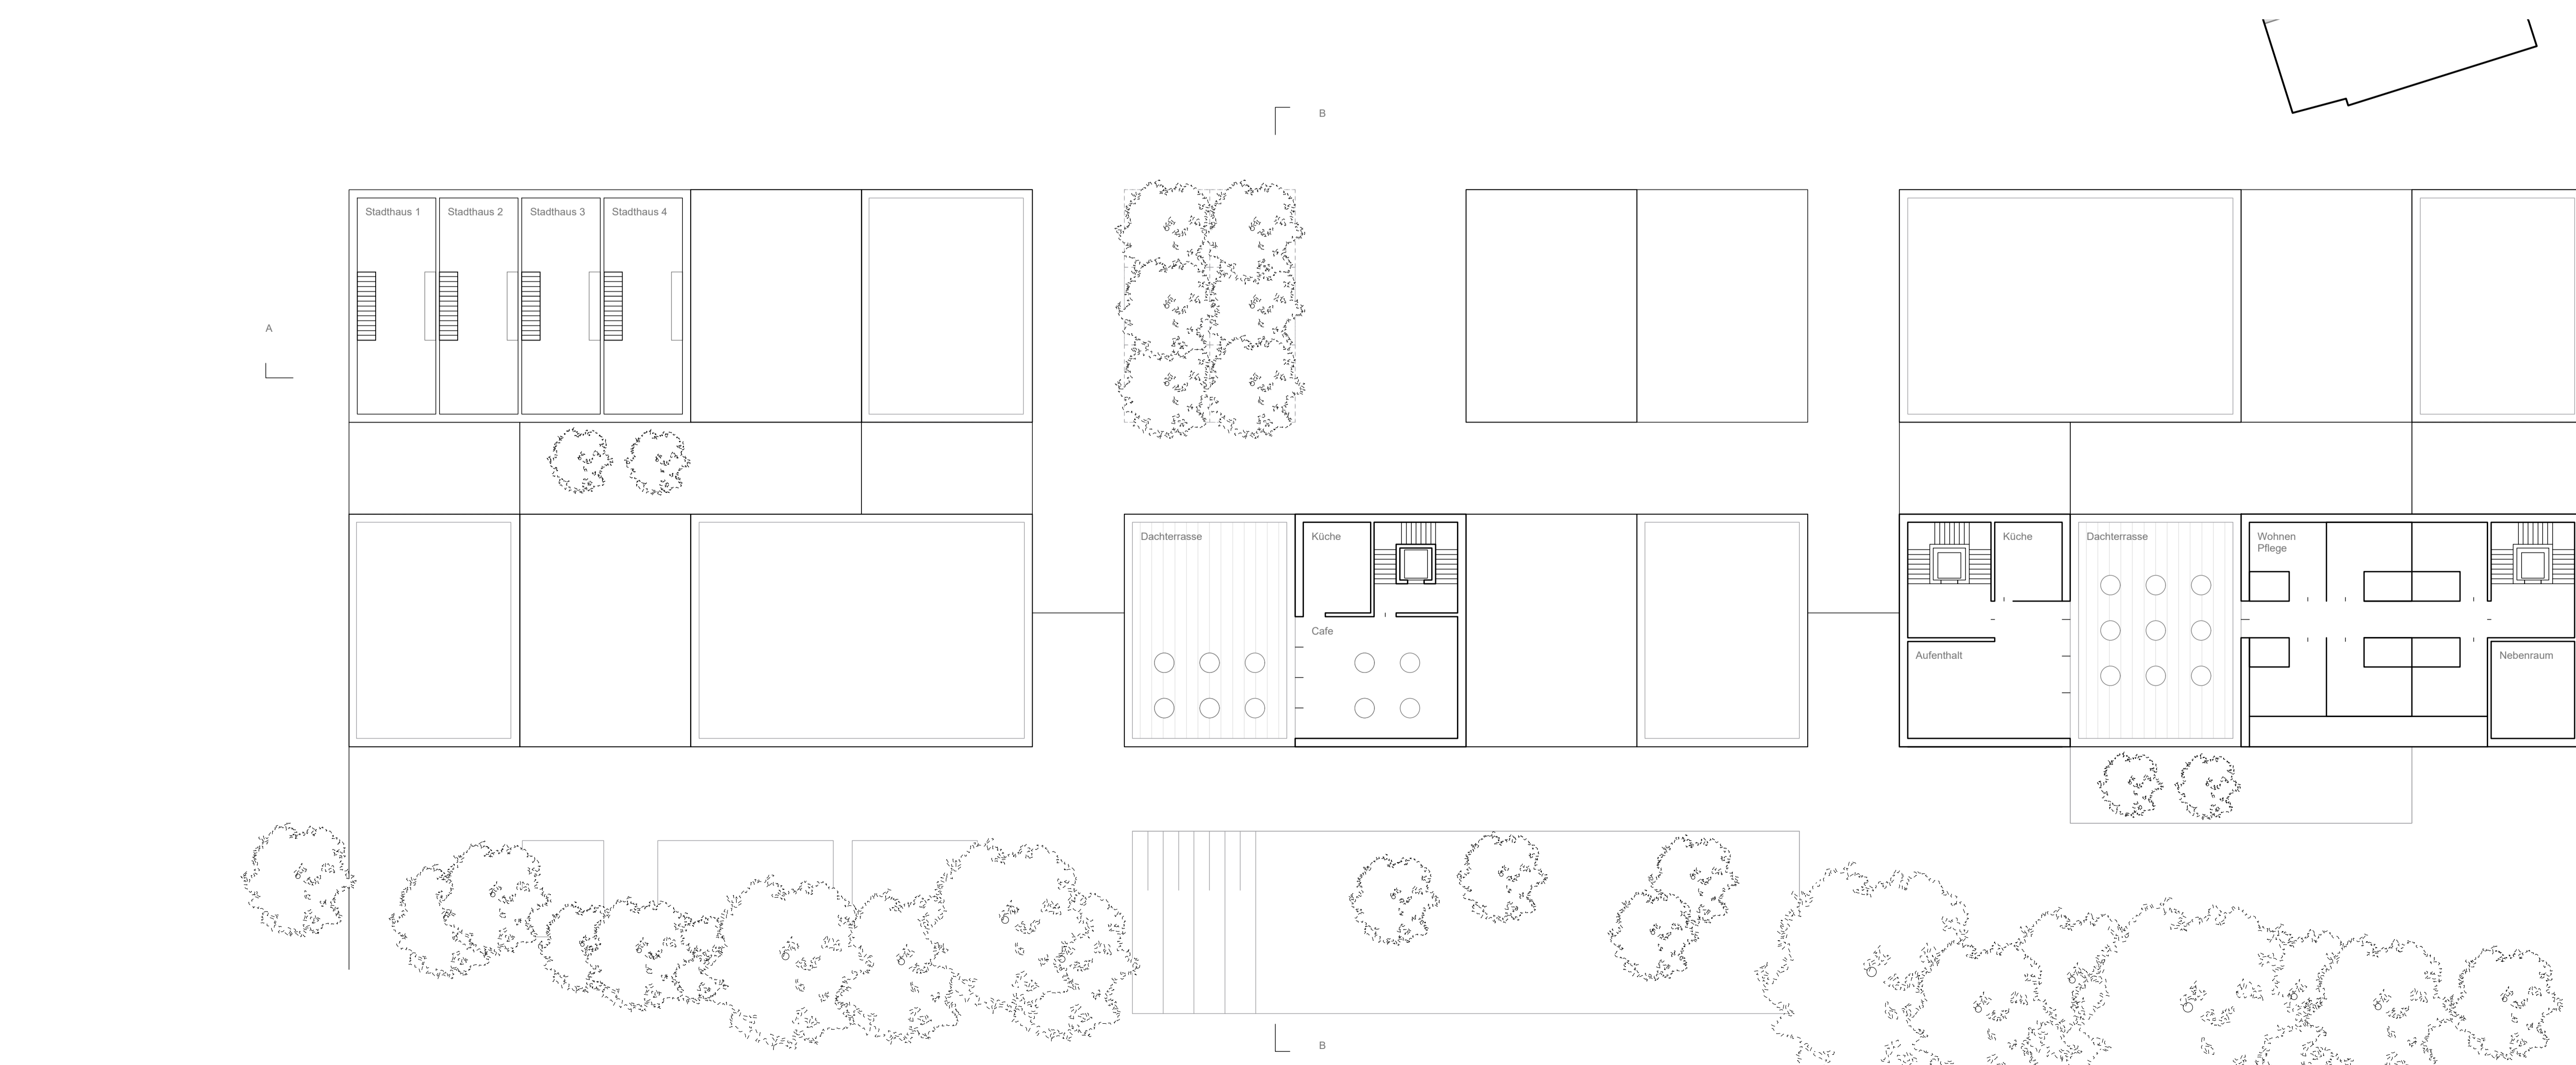 B
Stadthaus 1
Stadthaus 2
Stadthaus 3
Stadthaus 4
A
Dachterrasse
Küche
Cafe
Küche
Dachterrasse
Wohnen
Pflege
Aufenthalt
Nebenraum
B